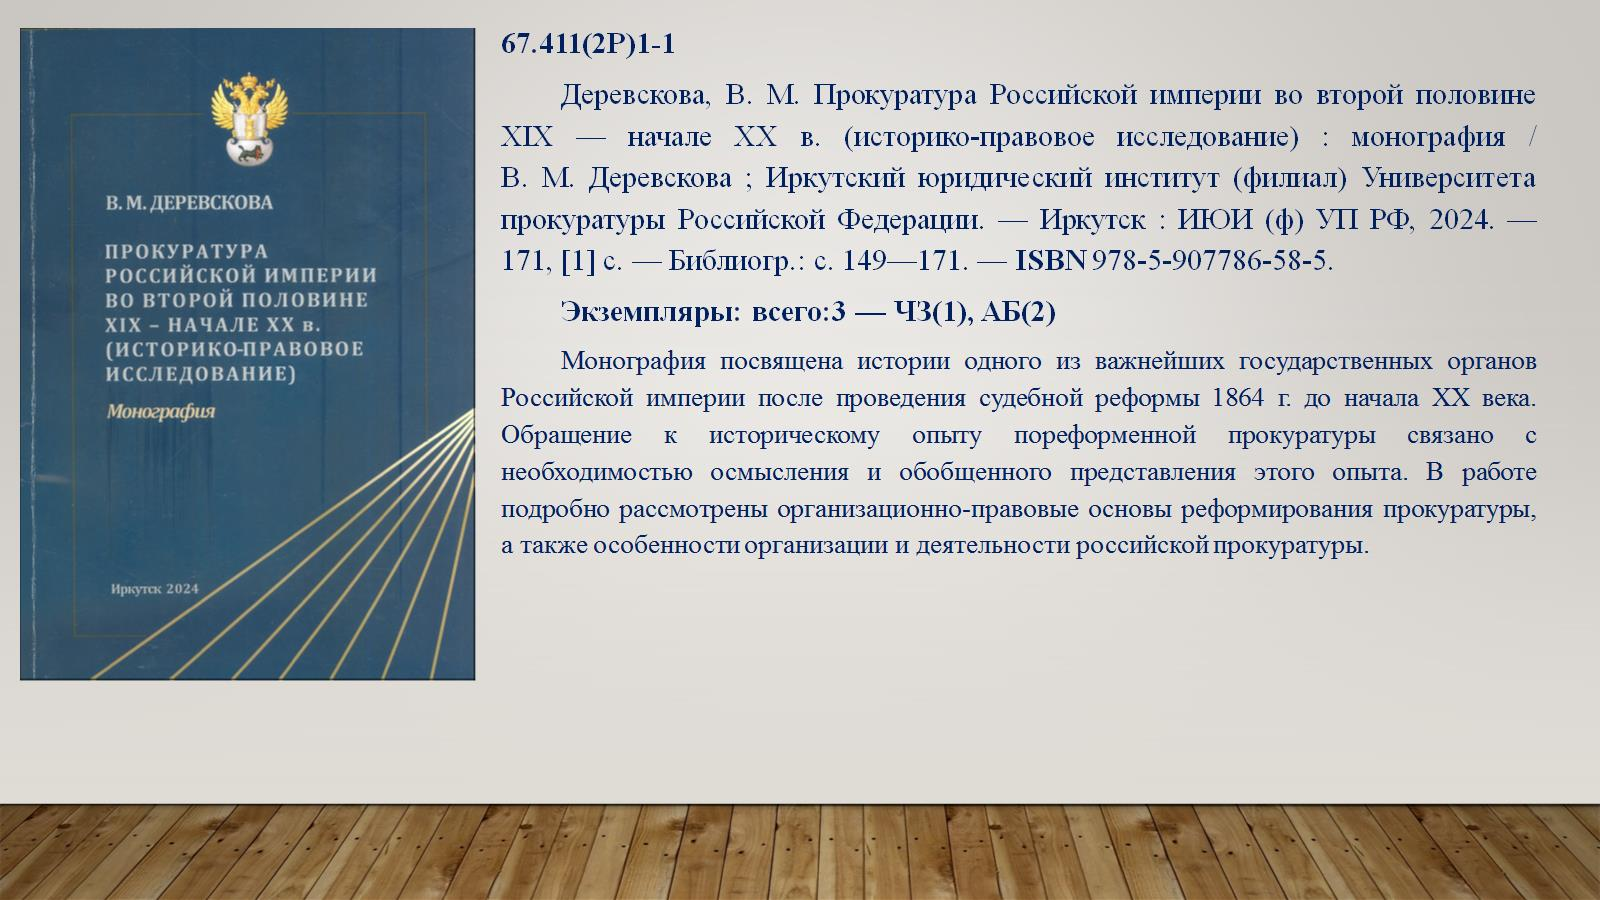 В. М. ДЕРЕВСКОВА
ПРОКУРАТУРА
РОССИЙСКОЙ ИМПЕРИИ
ВО ВТОРОЙ ПОЛОВИНЕ
XIX – НАЧАЛЕ XX в.
(ИСТОРИКО-ПРАВОВОЕ
ИССЛЕДОВАНИЕ)
Монография
Иркутск 2024
67.411(2Р)1-1
Деревскова, В. М. Прокуратура Российской империи во второй половине
XIX — начале XX в. (историко-правовое исследование) : монография /
В. М. Деревскова ; Иркутский юридический институт (филиал) Университета
прокуратуры Российской Федерации. — Иркутск : ИЮИ (ф) УП РФ, 2024. —
171, [1] с. — Библиогр.: с. 149—171. — ISBN 978-5-907786-58-5.
Экземпляры: всего:3 — ЧЗ(1), АБ(2)
Монография посвящена истории одного из важнейших государственных органов
Российской империи после проведения судебной реформы 1864 г. до начала XX века.
Обращение к историческому опыту пореформенной прокуратуры связано с
необходимостью осмысления и обобщенного представления этого опыта. В работе
подробно рассмотрены организационно-правовые основы реформирования прокуратуры,
а также особенности организации и деятельности российской прокуратуры.